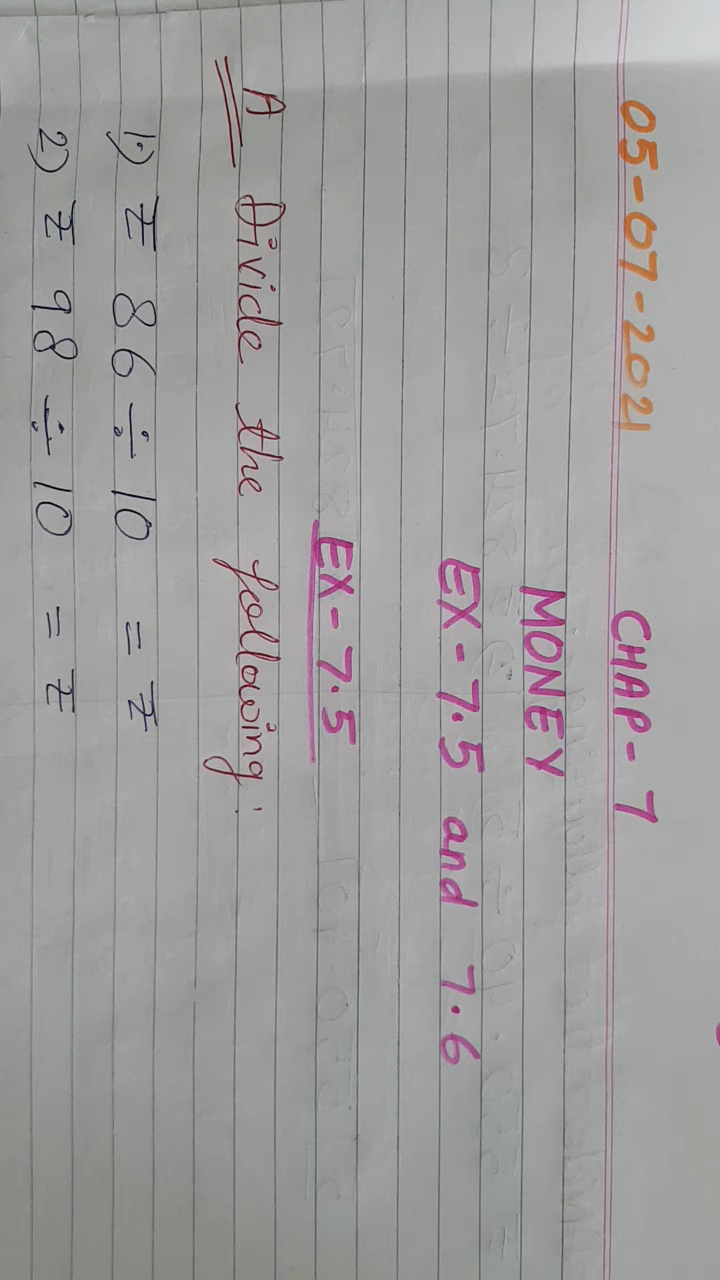 05-07-2021 CHAP-7
MONEY
EX-7.5 and 7.6
EX-7.5
A Divide the following:
1) ₹ 86 ÷ 10 = ₹
2) ₹ 98 ÷ 10 = ₹